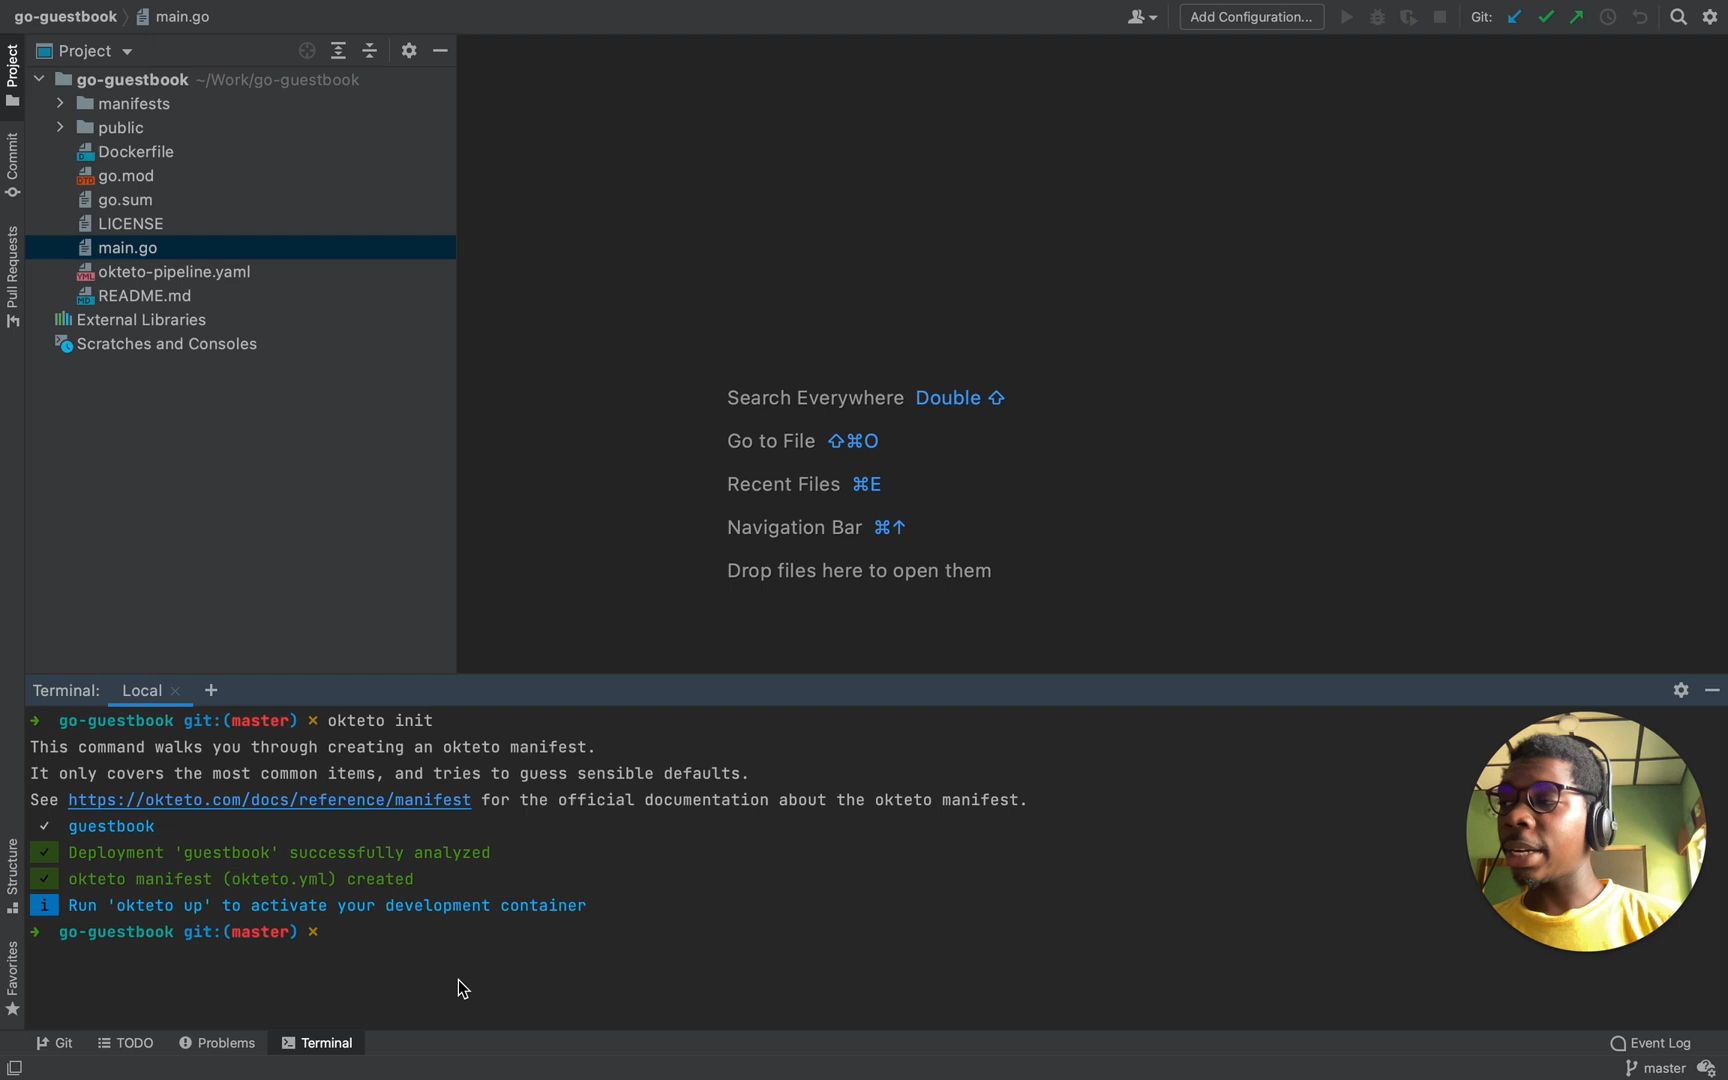 go-guestbook main.go
Add Configuration... Git:
Project
Project
go-guestbook ~/Work/go-guestbook
manifests
public
Commit
Dockerfile
go.mod
go.sum
LICENSE
Pull Requests
main.go
okteto-pipeline.yaml
README.md
External Libraries
Scratches and Consoles
Search Everywhere Double ⇧
Go to File ⇧⌘O
Recent Files ⌘E
Navigation Bar ⌘↑
Drop files here to open them
Terminal: Local × +
→ go-guestbook git:(master) × okteto init
This command walks you through creating an okteto manifest.
It only covers the most common items, and tries to guess sensible defaults.
See https://okteto.com/docs/reference/manifest for the official documentation about the okteto manifest.
✓ guestbook
✓ Deployment 'guestbook' successfully analyzed
✓ okteto manifest (okteto.yml) created
i Run 'okteto up' to activate your development container
→ go-guestbook git:(master) ×
Structure
Favorites
Git TODO Problems Terminal Event Log
master